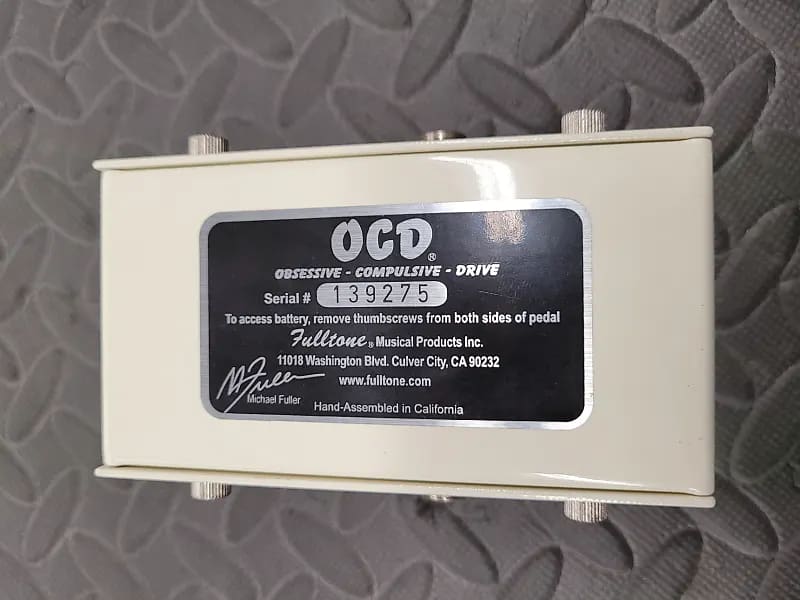 OCD®
OBSESSIVE - COMPULSIVE - DRIVE
Serial # 139275
To access battery, remove thumbscrews from both sides of pedal
Fulltone® Musical Products Inc.
11018 Washington Blvd. Culver City, CA 90232
www.fulltone.com
MFuller
Michael Fuller
Hand-Assembled in California